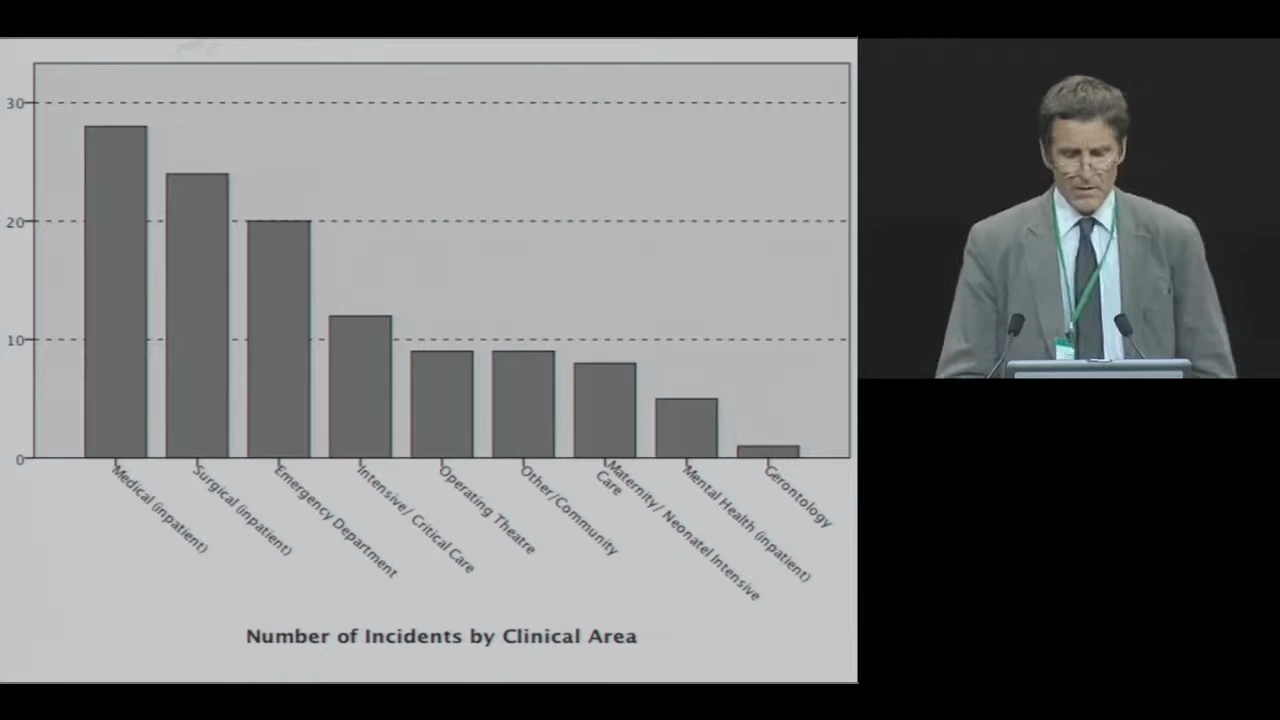 30
20
10
0
Medical (inpatient)
Surgical (inpatient)
Emergency Department
Intensive/ Critical Care
Operating Theatre
Other/Community
Maternity/ Neonatel Intensive
Care
Mental Health (inpatient)
Gerontology
Number of Incidents by Clinical Area